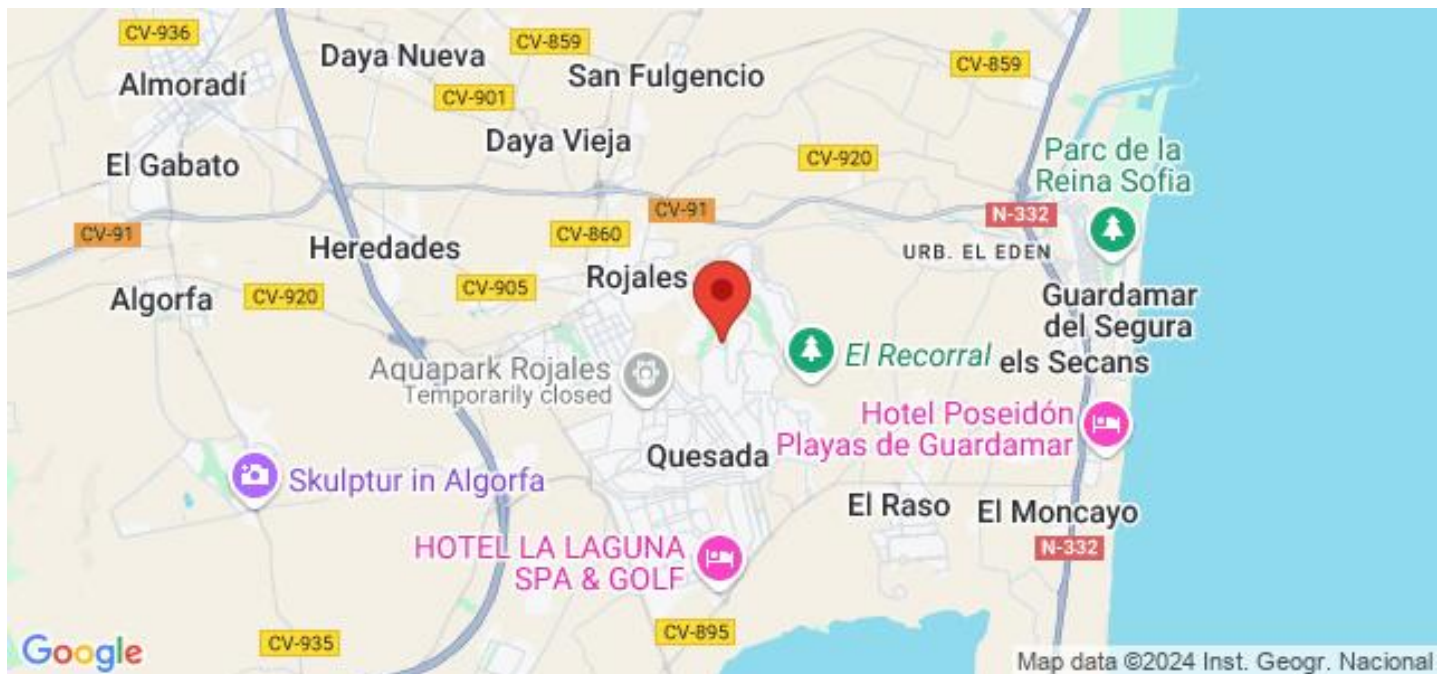 CV-936
Daya Nueva
CV-859
San Fulgencio
CV-859
Almoradí
CV-901
Daya Vieja
CV-920
Parc de la
Reina Sofia
El Gabato
CV-91
N-332
CV-91
CV-860
Heredades
URB. EL EDEN
Rojales
CV-905
Algorfa
CV-920
Guardamar
del Segura
El Recorral
els Secans
Aquapark Rojales
Temporarily closed
Hotel Poseidón
Playas de Guardamar
Quesada
Skulptur in Algorfa
El Raso
El Moncayo
HOTEL LA LAGUNA
SPA & GOLF
N-332
CV-895
CV-935
Google
Map data ©2024 Inst. Geogr. Nacional